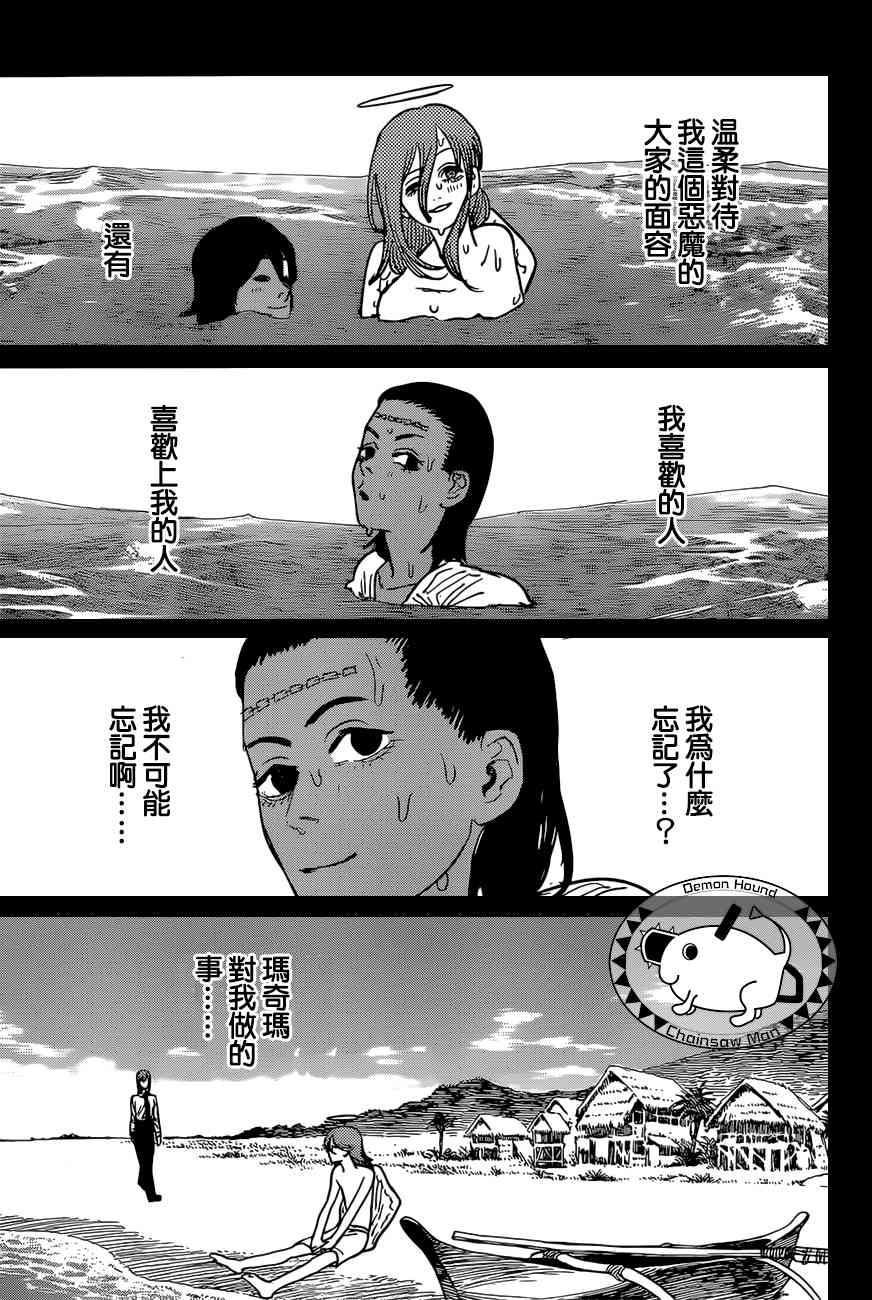 温柔對待
我這個惡魔的
大家的面容
還有
我喜歡的人
喜歡上我的人
我爲什麼
忘記了…?
我不可能
忘記啊……
Demon Hound
Chainsaw Man
瑪奇瑪
對我做的
事……